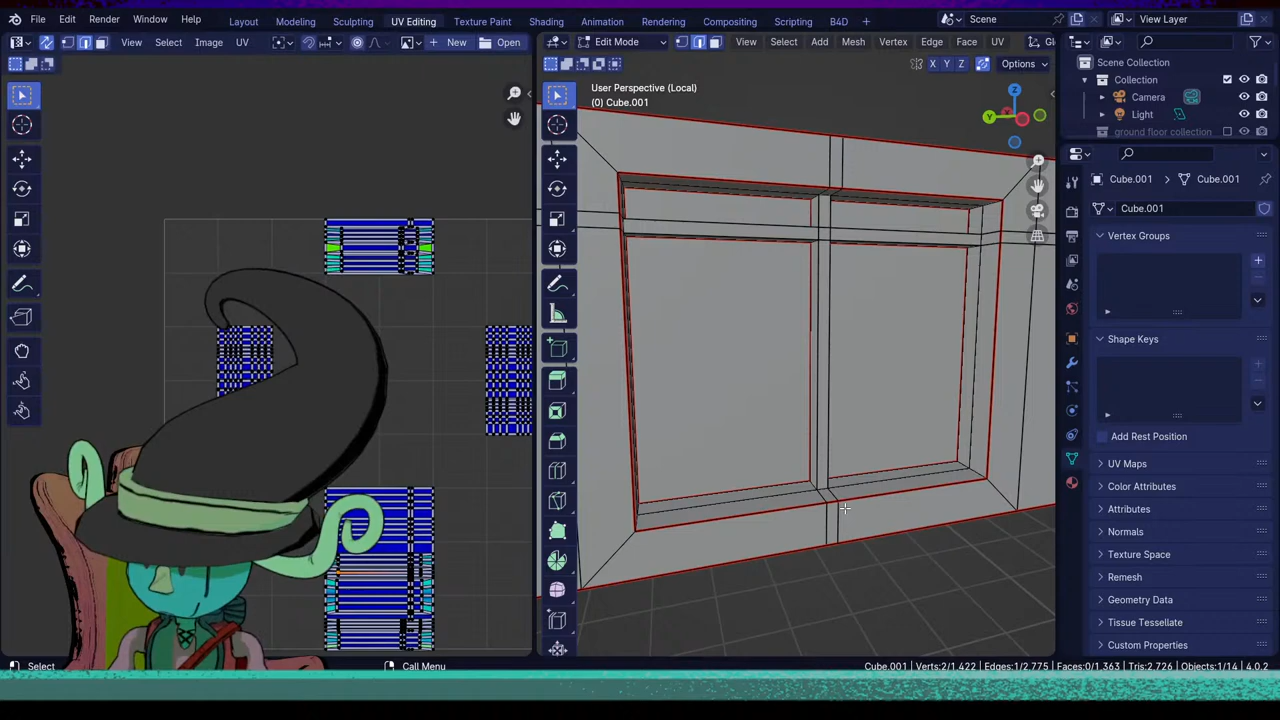 File Edit Render Window Help Layout Modeling Sculpting UV Editing Texture Paint Shading Animation Rendering Compositing Scripting B4D + Scene View Layer
View Select Image UV New Open Edit Mode View Select Add Mesh Vertex Edge Face UV Gl
X Y Z Options
Scene Collection
Collection
Camera
Light
ground floor collection
User Perspective (Local)
(0) Cube.001
Z
Y
Cube.001 Cube.001
Cube.001
Vertex Groups
Shape Keys
Add Rest Position
UV Maps
Color Attributes
Attributes
Normals
Texture Space
Remesh
Geometry Data
Texture Tessellate
Custom Properties
Select Call Menu Cube.001 | Verts:2/1,422 | Edges:1/2,775 | Faces:0/1,363 | Tris:2,726 | Objects:1/14 | 4.0.2